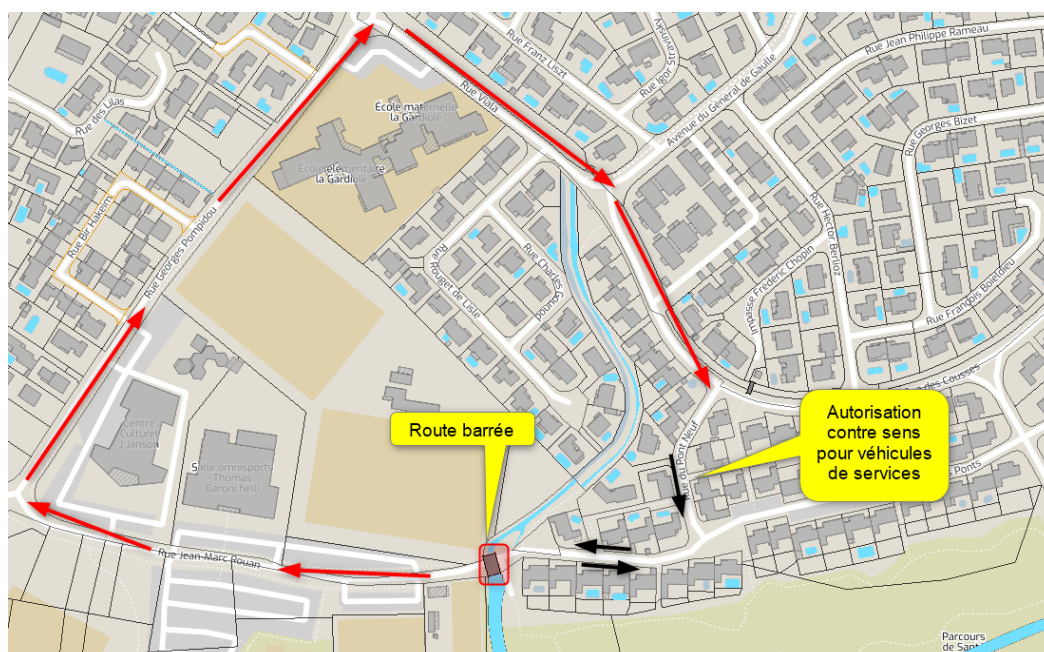 Rue Franz Liszt
Rue Igor
Stravinsky
Rue Jean Philippe Rameau
Avenue du Général de Gaulle
Rue Viala
École maternelle
la Gardiole
École élémentaire
la Gardiole
Rue des Lilas
Rue Georges Bizet
Rue Bir Hakeim
Rue Georges Pompidou
Rue Hector Berlioz
Rue Charles
Gounod
Rue Rouget de Lisle
Impasse Frédéric Chopin
Rue François Boieldieu
des Cousses
Route barrée
Autorisation
contre sens
pour véhicules
de services
Centre
Culturel
J Janson
Salle omnisports
Thomas
Baronchelli
du Pont Neuf
Ponts
Rue Jean-Marc Rouan
Parcours
de Sant